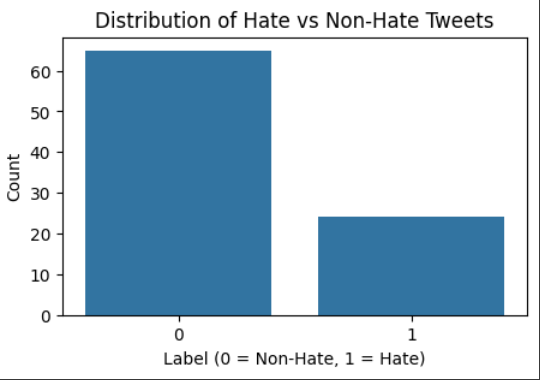 Distribution of Hate vs Non-Hate Tweets
60
50
40
30
20
10
0
Count
0 1
Label (0 = Non-Hate, 1 = Hate)